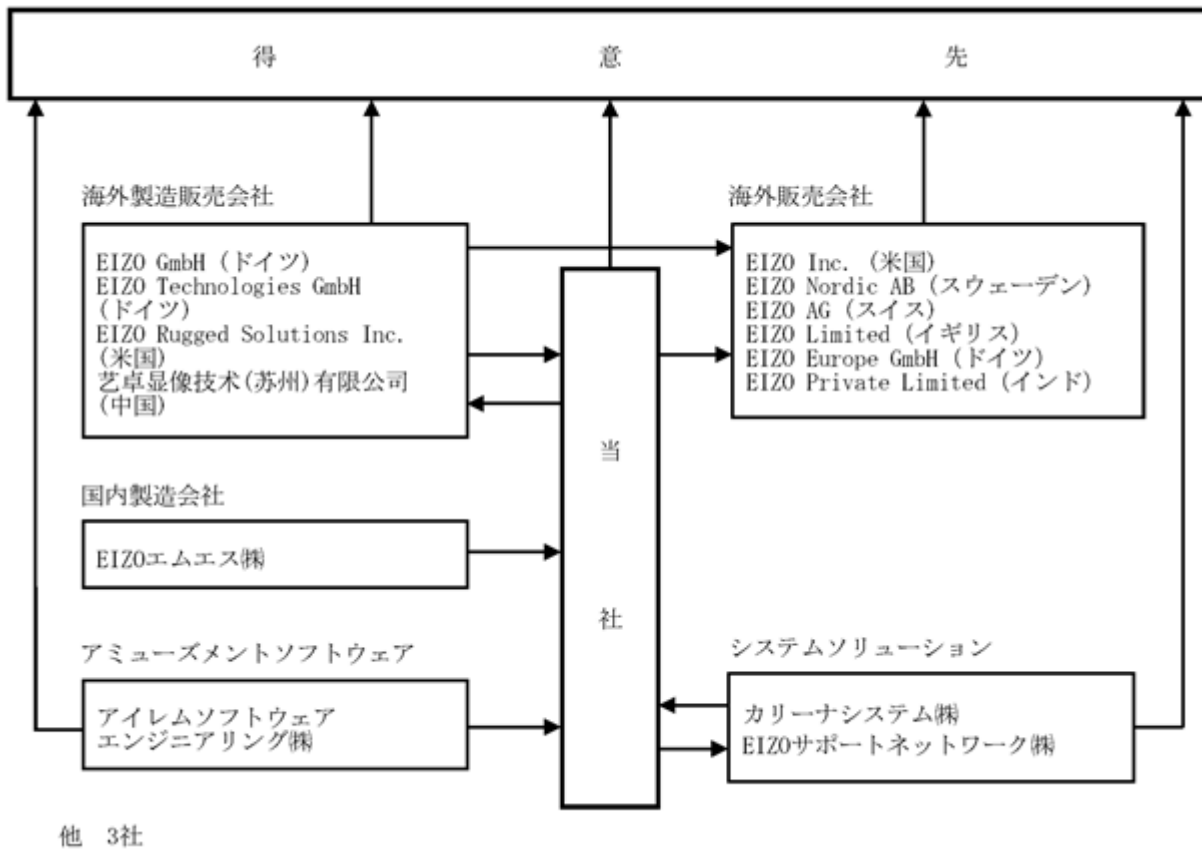 得意先
海外製造販売会社
EIZO GmbH (ドイツ)
EIZO Technologies GmbH
(ドイツ)
EIZO Rugged Solutions Inc.
(米国)
艺卓显像技术(苏州)有限公司
(中国)
海外販売会社
EIZO Inc. (米国)
EIZO Nordic AB (スウェーデン)
EIZO AG (スイス)
EIZO Limited (イギリス)
EIZO Europe GmbH (ドイツ)
EIZO Private Limited (インド)
当社
国内製造会社
EIZOエムエス㈱
アミューズメントソフトウェア
アイレムソフトウェア
エンジニアリング㈱
システムソリューション
カリーナシステム㈱
EIZOサポートネットワーク㈱
他 3社